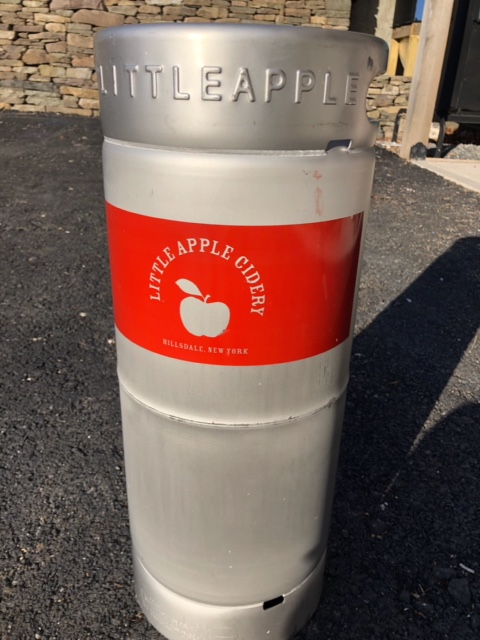 LITTLEAPPLE
LITTLE APPLE CIDERY
HILLSDALE, NEW YORK